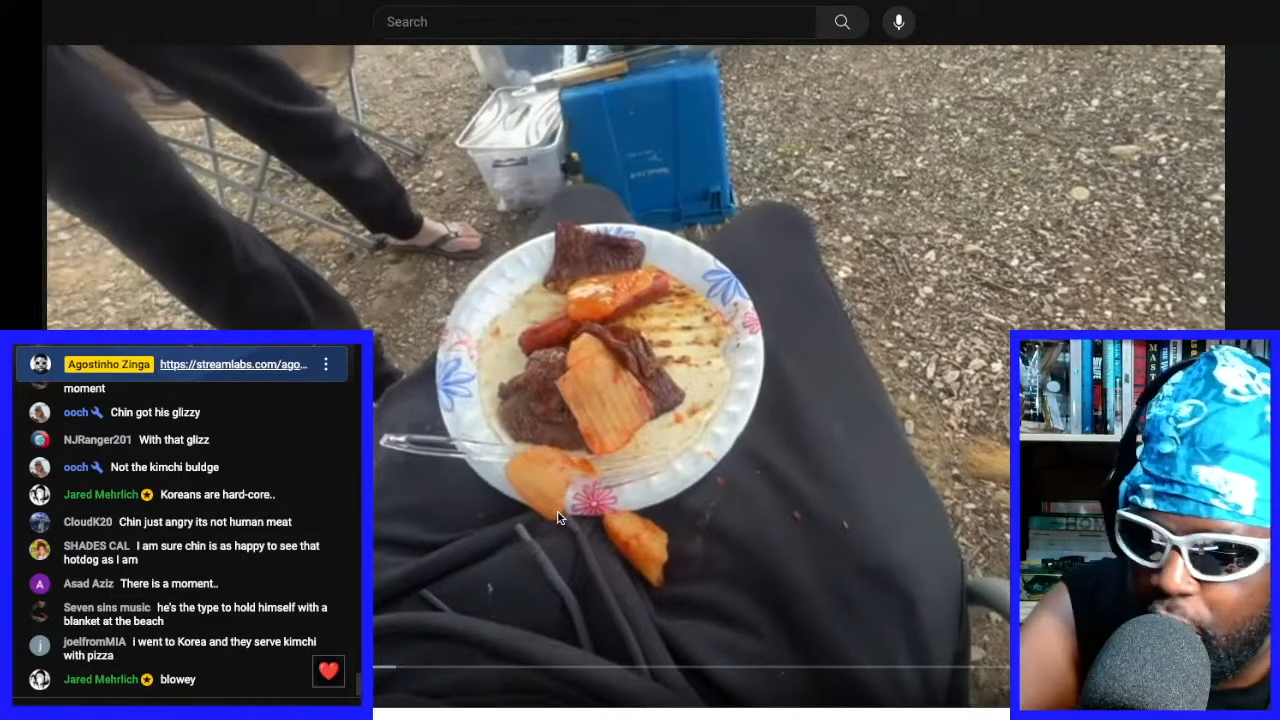 Search
Agostinho Zinga https://streamlabs.com/ago...
moment
ooch Chin got his glizzy
NJRanger201 With that glizz
ooch Not the kimchi buldge
Jared Mehrlich Koreans are hard-core..
CloudK20 Chin just angry its not human meat
SHADES CAL I am sure chin is as happy to see that
hotdog as I am
A Asad Aziz There is a moment..
Seven sins music he's the type to hold himself with a
blanket at the beach
j joelfromMIA i went to Korea and they serve kimchi
with pizza
Jared Mehrlich blowey